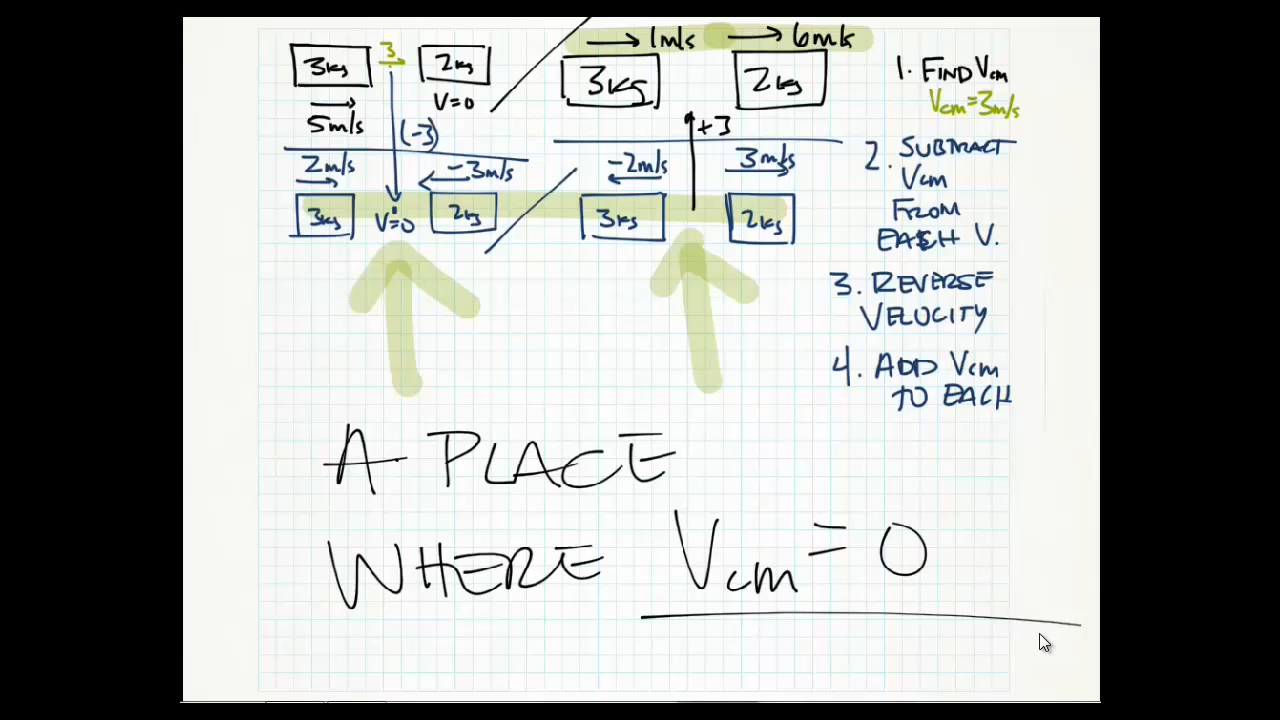 3kg 3 2kg
V=0
5m/s
(-3)
2m/s -3m/s
3kg V=0 2kg
1m/s 6m/s
3kg 2kg
+3
-2m/s 3m/s
3kg 2kg
1. FIND Vcm
Vcm=3m/s
2. SUBTRACT
Vcm
FROM
EACH V.
3. REVERSE
VELOCITY
4. ADD Vcm
TO EACH
A PLACE
WHERE Vcm = 0